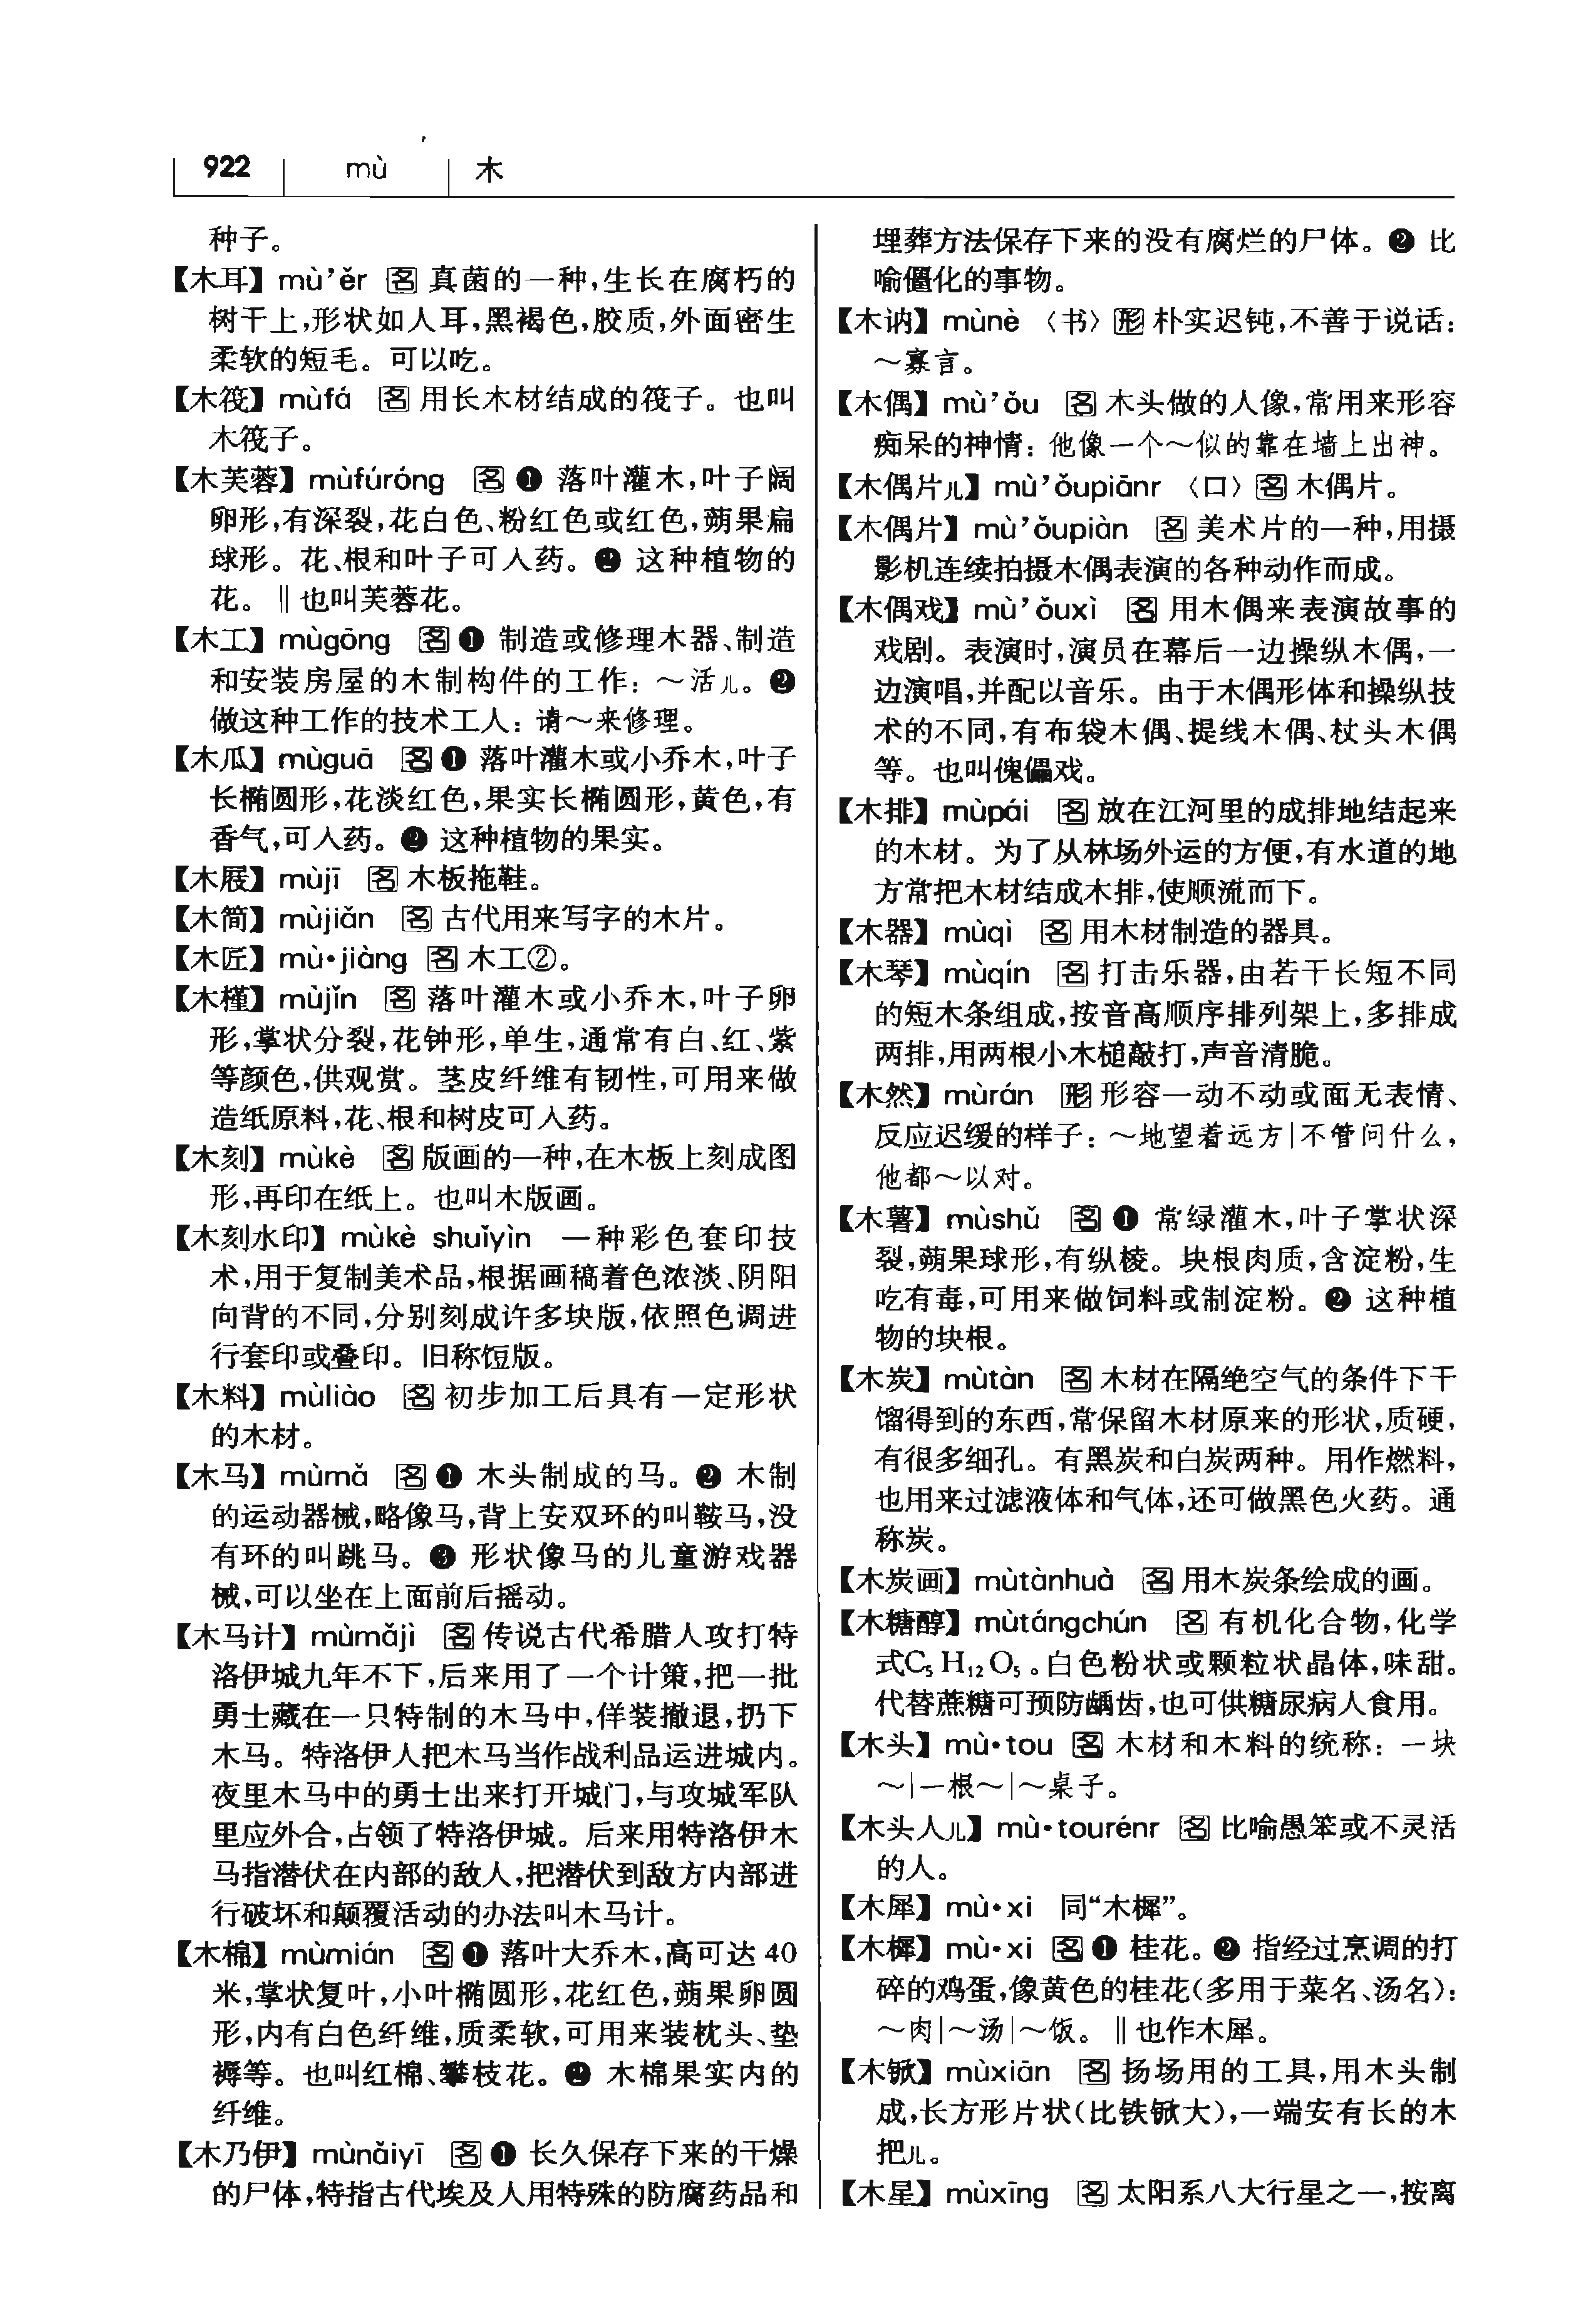 922 mù 木
种子。
【木耳】 mù’ěr 名 真菌的一种,生长在腐朽的
树干上,形状如人耳,黑褐色,胶质,外面密生
柔软的短毛。可以吃。
【木筏】 mùfá 名 用长木材结成的筏子。也叫
木筏子。
【木芙蓉】 mùfúróng 名 ❶ 落叶灌木,叶子阔
卵形,有深裂,花白色、粉红色或红色,蒴果扁
球形。花、根和叶子可入药。❷ 这种植物的
花。‖也叫芙蓉花。
【木工】 mùgōng 名 ❶ 制造或修理木器、制造
和安装房屋的木制构件的工作:～活儿。❷
做这种工作的技术工人:请～来修理。
【木瓜】 mùguā 名 ❶ 落叶灌木或小乔木,叶子
长椭圆形,花淡红色,果实长椭圆形,黄色,有
香气,可入药。❷ 这种植物的果实。
【木屐】 mùjī 名 木板拖鞋。
【木简】 mùjiǎn 名 古代用来写字的木片。
【木匠】 mù•jiàng 名 木工②。
【木槿】 mùjǐn 名 落叶灌木或小乔木,叶子卵
形,掌状分裂,花钟形,单生,通常有白、红、紫
等颜色,供观赏。茎皮纤维有韧性,可用来做
造纸原料,花、根和树皮可入药。
【木刻】 mùkè 名 版画的一种,在木板上刻成图
形,再印在纸上。也叫木版画。
【木刻水印】 mùkè shuǐyìn 一种彩色套印技
术,用于复制美术品,根据画稿着色浓淡、阴阳
向背的不同,分别刻成许多块版,依照色调进
行套印或叠印。旧称饾版。
【木料】 mùliào 名 初步加工后具有一定形状
的木材。
【木马】 mùmǎ 名 ❶ 木头制成的马。❷ 木制
的运动器械,略像马,背上安双环的叫鞍马,没
有环的叫跳马。❸ 形状像马的儿童游戏器
械,可以坐在上面前后摇动。
【木马计】 mùmǎjì 名 传说古代希腊人攻打特
洛伊城九年不下,后来用了一个计策,把一批
勇士藏在一只特制的木马中,佯装撤退,扔下
木马。特洛伊人把木马当作战利品运进城内。
夜里木马中的勇士出来打开城门,与攻城军队
里应外合,占领了特洛伊城。后来用特洛伊木
马指潜伏在内部的敌人,把潜伏到敌方内部进
行破坏和颠覆活动的办法叫木马计。
【木棉】 mùmián 名 ❶ 落叶大乔木,高可达 40
米,掌状复叶,小叶椭圆形,花红色,蒴果卵圆
形,内有白色纤维,质柔软,可用来装枕头、垫
褥等。也叫红棉、攀枝花。❷ 木棉果实内的
纤维。
【木乃伊】 mùnǎiyī 名 ❶ 长久保存下来的干燥
的尸体,特指古代埃及人用特殊的防腐药品和
埋葬方法保存下来的没有腐烂的尸体。❷ 比
喻僵化的事物。
【木讷】 mùnè 〈书〉 形 朴实迟钝,不善于说话:
～寡言。
【木偶】 mù’ǒu 名 木头做的人像,常用来形容
痴呆的神情:他像一个～似的靠在墙上出神。
【木偶片儿】 mù’ǒupiānr 〈口〉 名 木偶片。
【木偶片】 mù’ǒupiàn 名 美术片的一种,用摄
影机连续拍摄木偶表演的各种动作而成。
【木偶戏】 mù’ǒuxì 名 用木偶来表演故事的
戏剧。表演时,演员在幕后一边操纵木偶,一
边演唱,并配以音乐。由于木偶形体和操纵技
术的不同,有布袋木偶、提线木偶、杖头木偶
等。也叫傀儡戏。
【木排】 mùpái 名 放在江河里的成排地结起来
的木材。为了从林场外运的方便,有水道的地
方常把木材结成木排,使顺流而下。
【木器】 mùqì 名 用木材制造的器具。
【木琴】 mùqín 名 打击乐器,由若干长短不同
的短木条组成,按音高顺序排列架上,多排成
两排,用两根小木槌敲打,声音清脆。
【木然】 mùrán 形 形容一动不动或面无表情、
反应迟缓的样子:～地望着远方|不管问什么,
他都～以对。
【木薯】 mùshǔ 名 ❶ 常绿灌木,叶子掌状深
裂,蒴果球形,有纵棱。块根肉质,含淀粉,生
吃有毒,可用来做饲料或制淀粉。❷ 这种植
物的块根。
【木炭】 mùtàn 名 木材在隔绝空气的条件下干
馏得到的东西,常保留木材原来的形状,质硬,
有很多细孔。有黑炭和白炭两种。用作燃料,
也用来过滤液体和气体,还可做黑色火药。通
称炭。
【木炭画】 mùtànhuà 名 用木炭条绘成的画。
【木糖醇】 mùtángchún 名 有机化合物,化学
式C₅H₁₂O₅。白色粉状或颗粒状晶体,味甜。
代替蔗糖可预防龋齿,也可供糖尿病人食用。
【木头】 mù•tou 名 木材和木料的统称:一块
～|一根～|～桌子。
【木头人儿】 mù•tourénr 名 比喻愚笨或不灵活
的人。
【木犀】 mù•xi 同“木樨”。
【木樨】 mù•xi 名 ❶ 桂花。❷ 指经过烹调的打
碎的鸡蛋,像黄色的桂花(多用于菜名、汤名):
～肉|～汤|～饭。‖也作木犀。
【木锨】 mùxiān 名 扬场用的工具,用木头制
成,长方形片状(比铁锨大),一端安有长的木
把儿。
【木星】 mùxīng 名 太阳系八大行星之一,按离